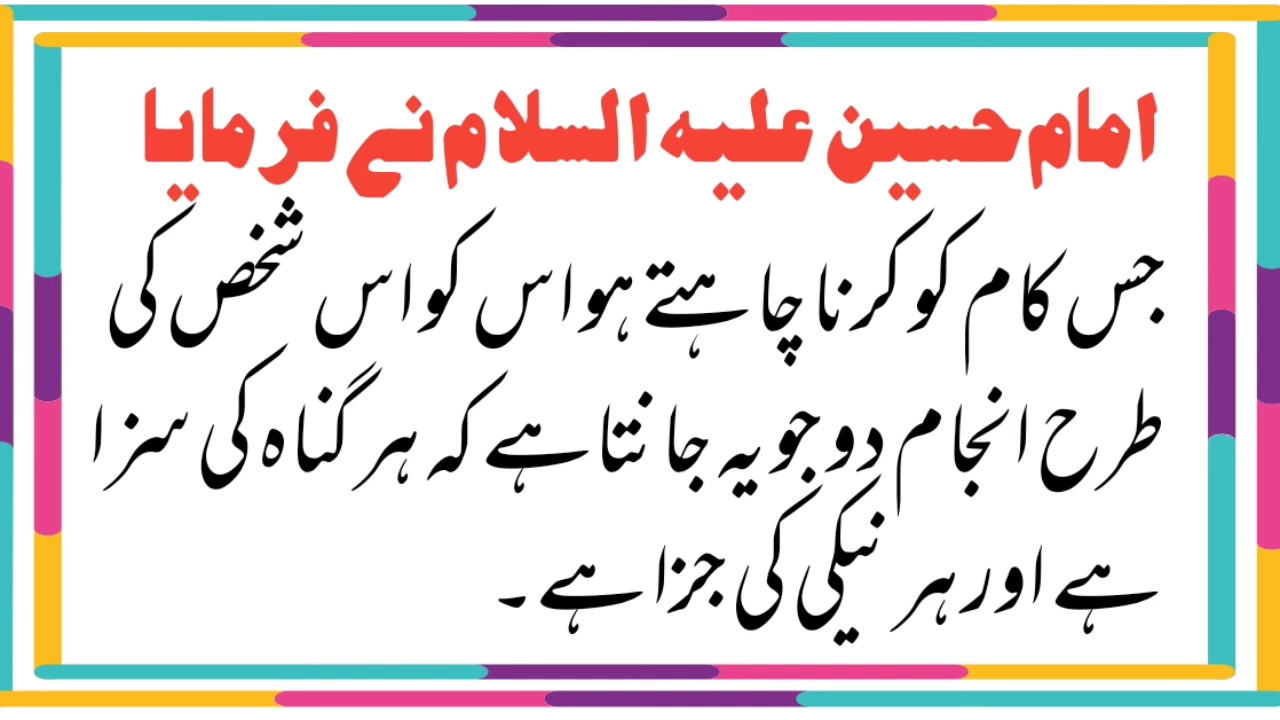 امام حسین علیہ السلام نے فرمایا
جس کام کو کرنا چاہتے ہو اس کو اس شخص کی
طرح انجام دو جو یہ جانتا ہے کہ ہر گناہ کی سزا
ہے اور ہر نیکی کی جزا ہے۔